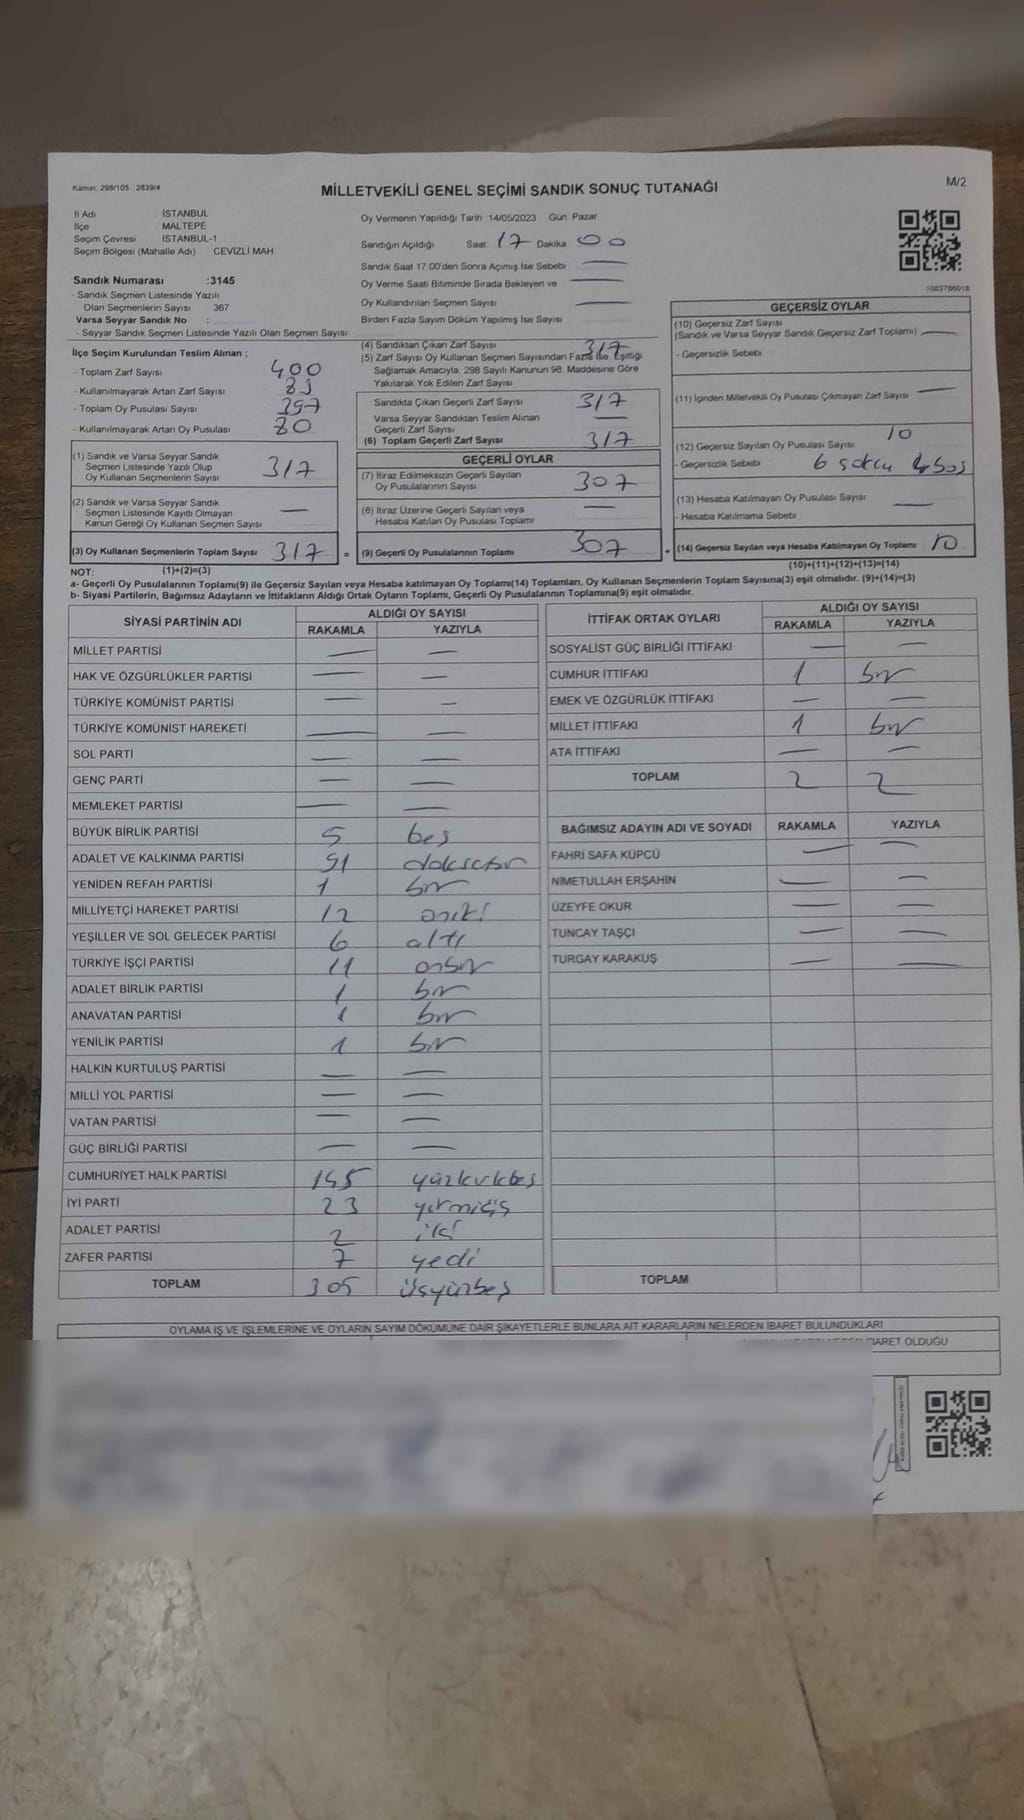 Kanun: 298/105 . 2839/4
M/2
MİLLETVEKİLİ GENEL SEÇİMİ SANDIK SONUÇ TUTANAĞI
İl Adı : İSTANBUL
İlçe : MALTEPE
Seçim Çevresi : İSTANBUL-1
Seçim Bölgesi (Mahalle Adı) CEVİZLİ MAH.
Sandık Numarası :3145
- Sandık Seçmen Listesinde Yazılı
Olan Seçmenlerin Sayısı : 367
Varsa Seyyar Sandık No :
- Seyyar Sandık Seçmen Listesinde Yazılı Olan Seçmen Sayısı :
İlçe Seçim Kurulundan Teslim Alınan ;
- Toplam Zarf Sayısı : 400
- Kullanılmayarak Artan Zarf Sayısı : 83
- Toplam Oy Pusulası Sayısı : 397
- Kullanılmayarak Artan Oy Pusulası : 80
(1) Sandık ve Varsa Seyyar Sandık
Seçmen Listesinde Yazılı Olup
Oy Kullanan Seçmenlerin Sayısı 317
(2) Sandık ve Varsa Seyyar Sandık
Seçmen Listesinde Kayıtlı Olmayan
Kanun Gereği Oy Kullanan Seçmen Sayısı —
(3) Oy Kullanan Seçmenlerin Toplam Sayısı 317 =
(1)+(2)=(3)
Oy Vermenin Yapıldığı Tarih :14/05/2023 Gün: Pazar
Sandığın Açıldığı Saat: 17 Dakika 00
Sandık Saat 17.00'den Sonra Açılmış İse Sebebi : —
Oy Verme Saati Bitiminde Sırada Bekleyen ve —
Oy Kullandırılan Seçmen Sayısı : —
Birden Fazla Sayım Döküm Yapılmış İse Sayısı :
(4) Sandıktan Çıkan Zarf Sayısı : 317
(5) Zarf Sayısı Oy Kullanan Seçmen Sayısından Fazla İse, Eşitliği
Sağlamak Amacıyla, 298 Sayılı Kanunun 98. Maddesine Göre
Yakılarak Yok Edilen Zarf Sayısı :
Sandıkta Çıkan Geçerli Zarf Sayısı : 317
Varsa Seyyar Sandıktan Teslim Alınan
Geçerli Zarf Sayısı : —
(6) Toplam Geçerli Zarf Sayısı : 317
GEÇERLİ OYLAR
(7) İtiraz Edilmeksizin Geçerli Sayılan
Oy Pusulalarının Sayısı 307
(8) İtiraz Üzerine Geçerli Sayılan veya
Hesaba Katılan Oy Pusulası Toplamı —
(9) Geçerli Oy Pusulalarının Toplamı 307 +
1083786018
GEÇERSİZ OYLAR
(10) Geçersiz Zarf Sayısı
(Sandık ve Varsa Seyyar Sandık Geçersiz Zarf Toplamı) : —
- Geçersizlik Sebebi :
(11) İçinden Milletvekili Oy Pusulası Çıkmayan Zarf Sayısı : —
(12) Geçersiz Sayılan Oy Pusulası Sayısı : 10
- Geçersizlik Sebebi :
(13) Hesaba Katılmayan Oy Pusulası Sayısı : —
- Hesaba Katılmama Sebebi :
(14) Geçersiz Sayılan veya Hesaba Katılmayan Oy Toplamı 10
(10)+(11)+(12)+(13)=(14)
NOT:
a- Geçerli Oy Pusulalarının Toplamı(9) ile Geçersiz Sayılan veya Hesaba katılmayan Oy Toplamı(14) Toplamları, Oy Kullanan Seçmenlerin Toplam Sayısına(3) eşit olmalıdır. (9)+(14)=(3)
b- Siyasi Partilerin, Bağımsız Adayların ve İttifakların Aldığı Ortak Oyların Toplamı, Geçerli Oy Pusulalarının Toplamına(9) eşit olmalıdır.
SİYASİ PARTİNİN ADI ALDIĞI OY SAYISI
RAKAMLA YAZIYLA
MİLLET PARTİSİ — —
HAK VE ÖZGÜRLÜKLER PARTİSİ — —
TÜRKİYE KOMÜNİST PARTİSİ — —
TÜRKİYE KOMÜNİST HAREKETİ — —
SOL PARTİ — —
GENÇ PARTİ — —
MEMLEKET PARTİSİ — —
BÜYÜK BİRLİK PARTİSİ 5 beş
ADALET VE KALKINMA PARTİSİ 91 doksanbir
YENİDEN REFAH PARTİSİ 1 bir
MİLLİYETÇİ HAREKET PARTİSİ 12 oniki
YEŞİLLER VE SOL GELECEK PARTİSİ 6 altı
TÜRKİYE İŞÇİ PARTİSİ 11 onbir
ADALET BİRLİK PARTİSİ 1 bir
ANAVATAN PARTİSİ 1 bir
YENİLİK PARTİSİ 1 bir
HALKIN KURTULUŞ PARTİSİ — —
MİLLİ YOL PARTİSİ — —
VATAN PARTİSİ — —
GÜÇ BİRLİĞİ PARTİSİ — —
CUMHURİYET HALK PARTİSİ 145 yüzkırkbeş
İYİ PARTİ 23 yirmiüç
ADALET PARTİSİ 2 iki
ZAFER PARTİSİ 7 yedi
TOPLAM 305 üçyüzbeş
İTTİFAK ORTAK OYLARI ALDIĞI OY SAYISI
RAKAMLA YAZIYLA
SOSYALİST GÜÇ BİRLİĞİ İTTİFAKI — —
CUMHUR İTTİFAKI 1 bir
EMEK VE ÖZGÜRLÜK İTTİFAKI — —
MİLLET İTTİFAKI 1 bir
ATA İTTİFAKI — —
TOPLAM 2 2
BAĞIMSIZ ADAYIN ADI VE SOYADI RAKAMLA YAZIYLA
FAHRİ SAFA KÜPCÜ — —
NİMETULLAH ERŞAHİN — —
ÜZEYFE OKUR — —
TUNCAY TAŞÇI — —
TURGAY KARAKUŞ — —
TOPLAM
OYLAMA İŞ VE İŞLEMLERİNE VE OYLARIN SAYIM DÖKÜMÜNE DAİR ŞİKAYETLERLE BUNLARA AİT KARARLARIN NELERDEN İBARET BULUNDUKLARI
İBARET OLDUĞU